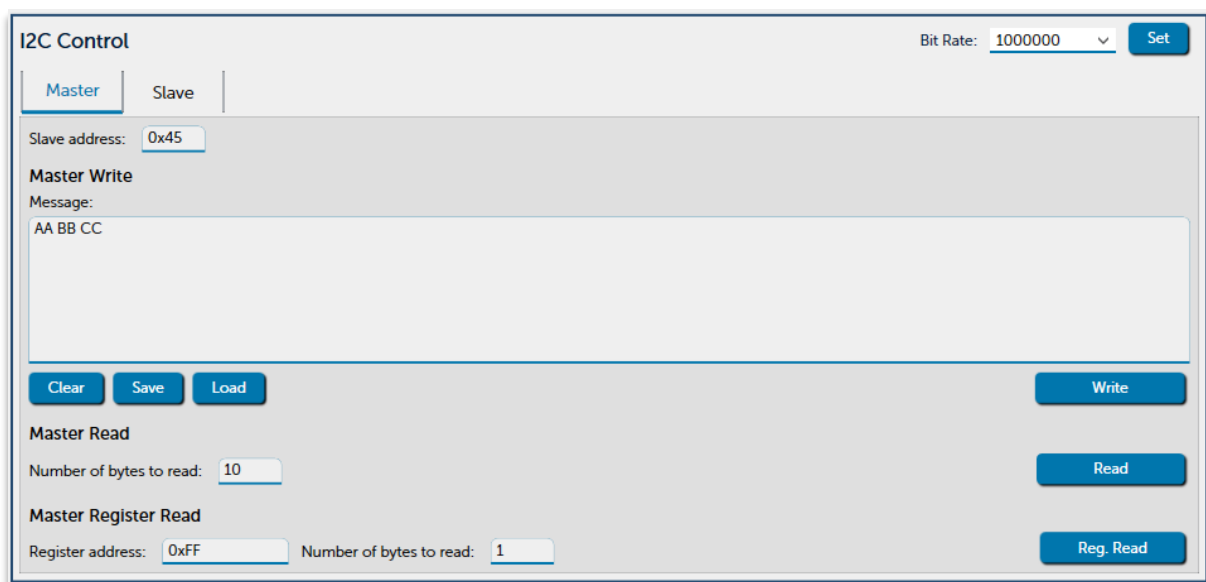 I2C Control Bit Rate: 1000000 Set
Master Slave
Slave address: 0x45
Master Write
Message:
AA BB CC
Clear Save Load Write
Master Read
Number of bytes to read: 10 Read
Master Register Read
Register address: 0xFF Number of bytes to read: 1 Reg. Read